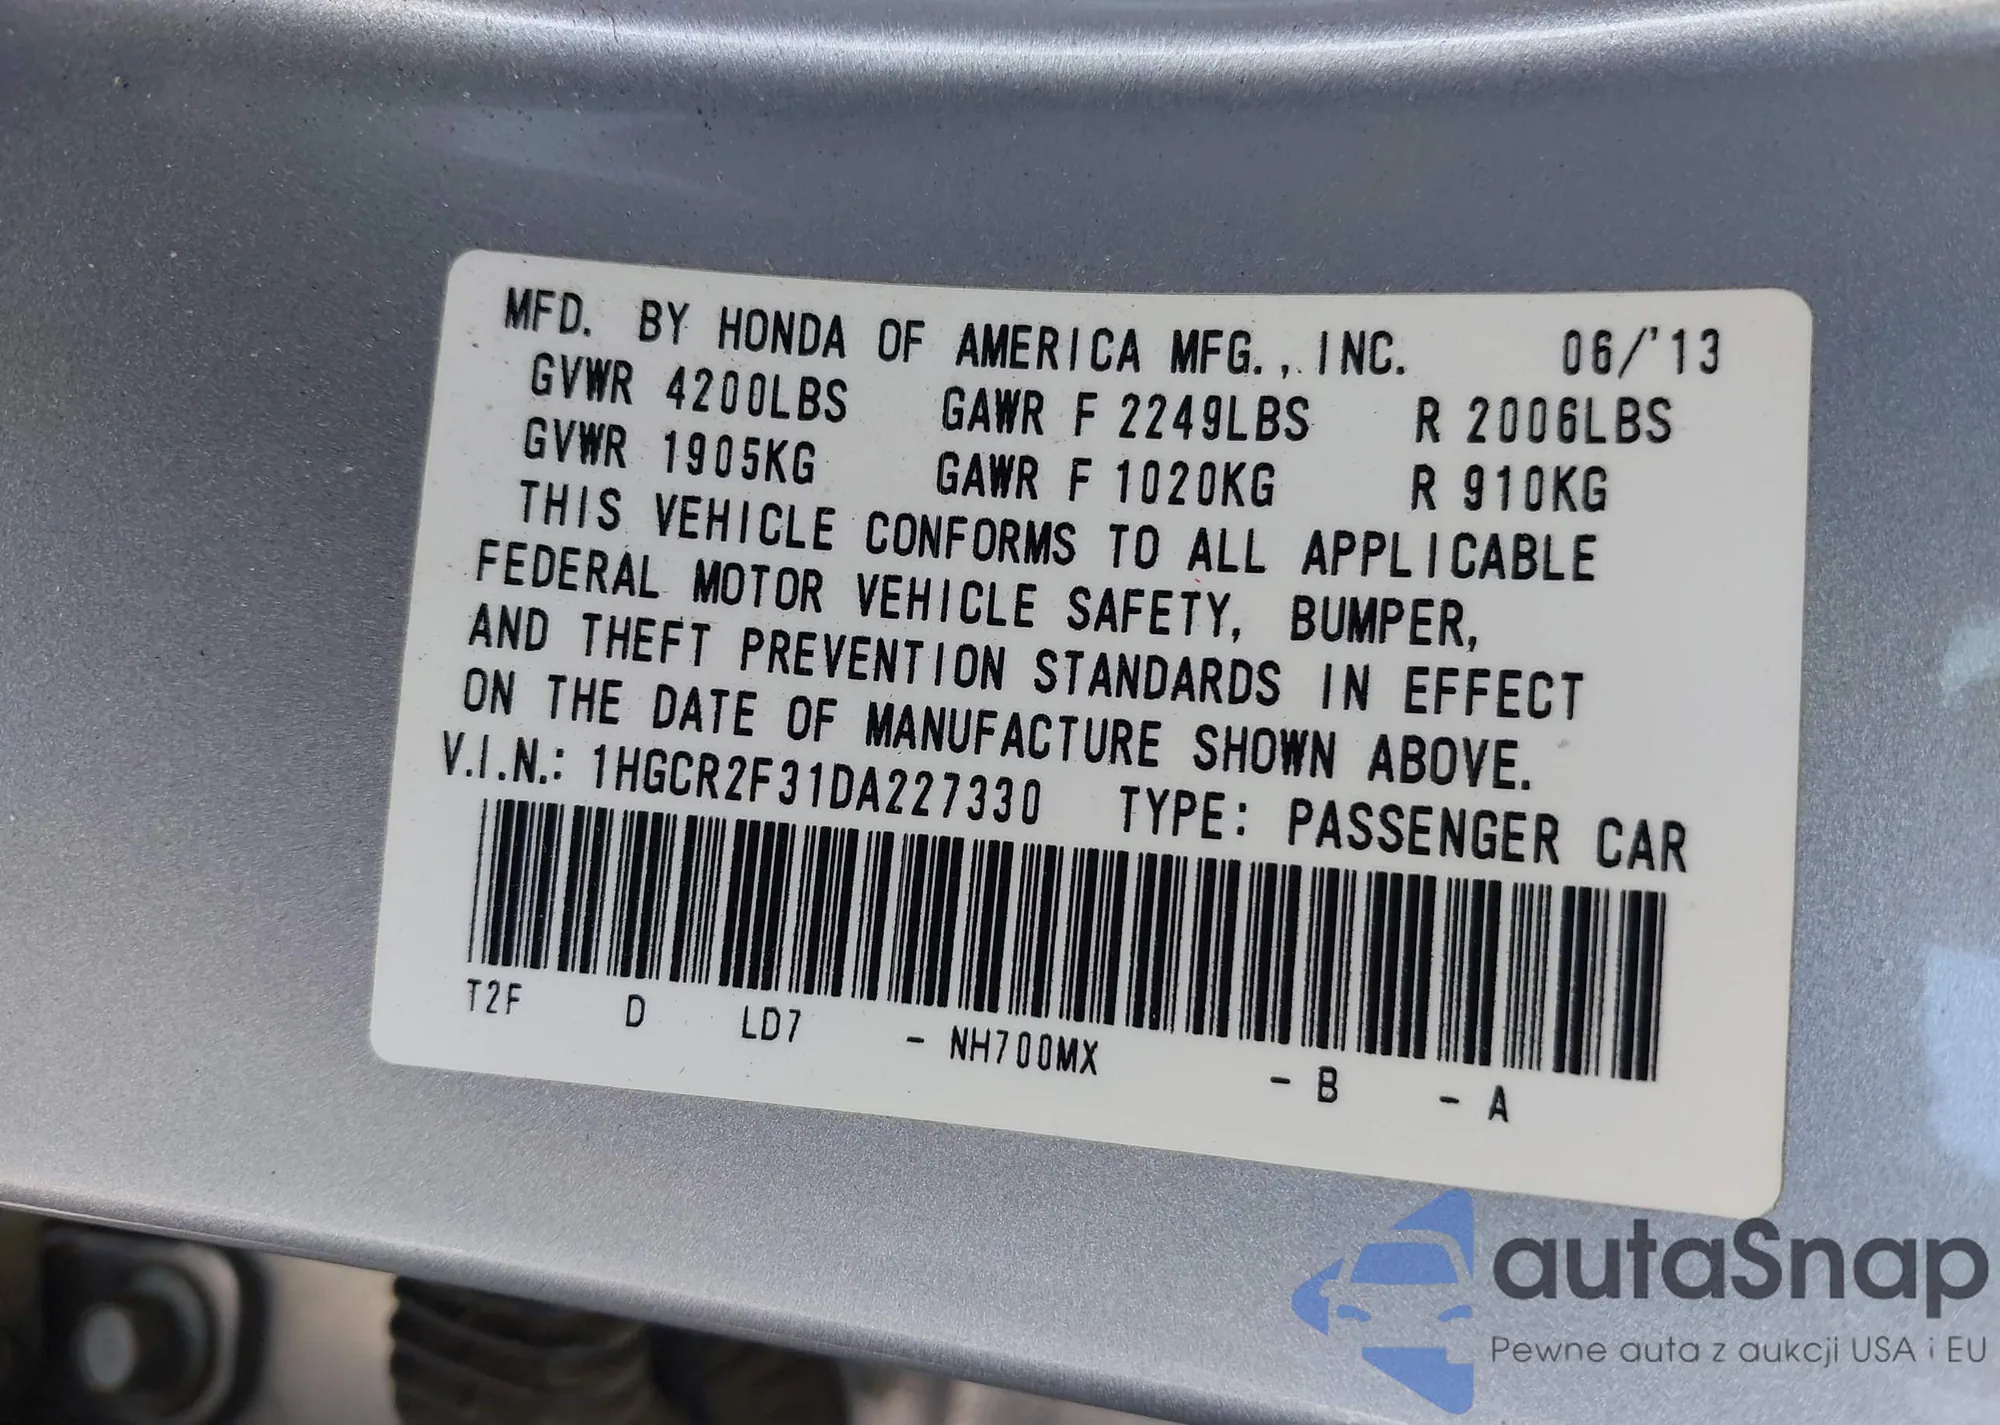 MFD. BY HONDA OF AMERICA MFG., INC. 06/'13
GVWR 4200LBS GAWR F 2249LBS R 2006LBS
GVWR 1905KG GAWR F 1020KG R 910KG
THIS VEHICLE CONFORMS TO ALL APPLICABLE
FEDERAL MOTOR VEHICLE SAFETY, BUMPER,
AND THEFT PREVENTION STANDARDS IN EFFECT
ON THE DATE OF MANUFACTURE SHOWN ABOVE.
V.I.N.: 1HGCR2F31DA227330 TYPE: PASSENGER CAR
T2F D LD7 - NH700MX - B - A
autaSnap
Pewne auta z aukcji USA i EU